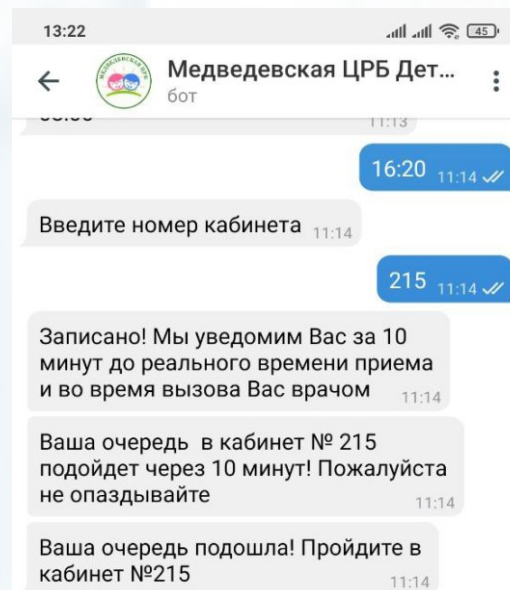 13:22
45
Медведевская ЦРБ Дет...
бот
11:13
16:20 11:14
Введите номер кабинета 11:14
215 11:14
Записано! Мы уведомим Вас за 10
минут до реального времени приема
и во время вызова Вас врачом 11:14
Ваша очередь в кабинет № 215
подойдет через 10 минут! Пожалуйста
не опаздывайте 11:14
Ваша очередь подошла! Пройдите в
кабинет №215 11:14